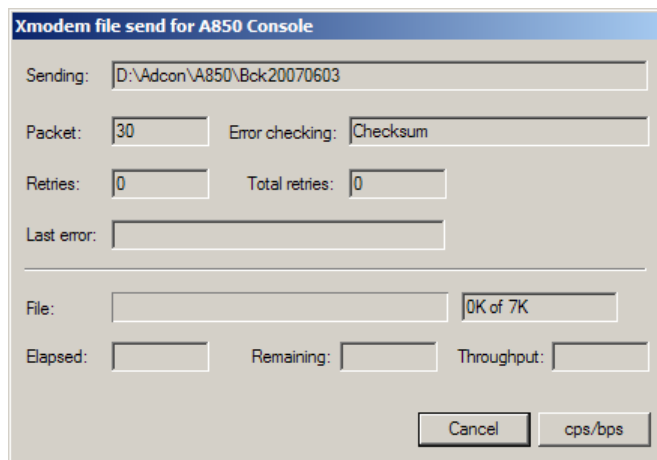 Xmodem file send for A850 Console
Sending: D:\Adcon\A850\Bck20070603
Packet: 30 Error checking: Checksum
Retries: 0 Total retries: 0
Last error:
File: 0K of 7K
Elapsed: Remaining: Throughput:
Cancel cps/bps